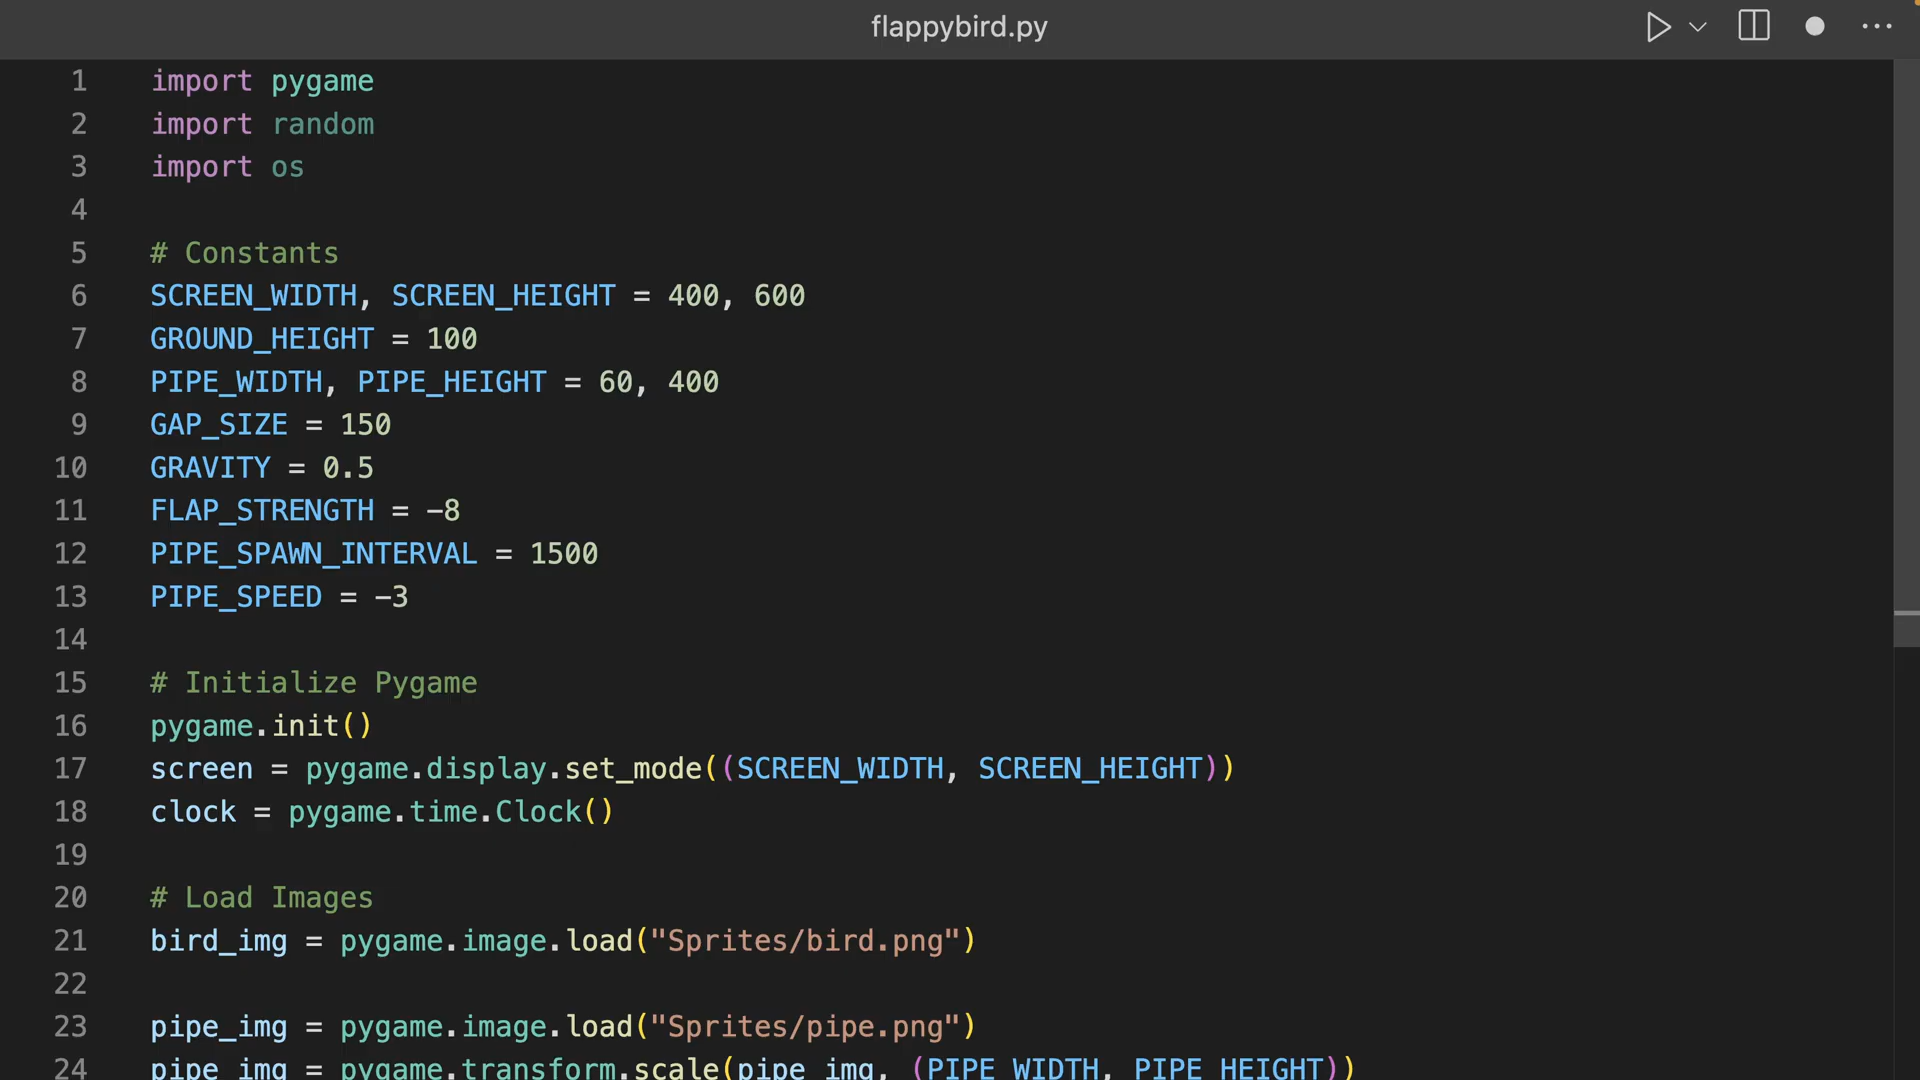 flappybird.py
1 import pygame
2 import random
3 import os
4
5 # Constants
6 SCREEN_WIDTH, SCREEN_HEIGHT = 400, 600
7 GROUND_HEIGHT = 100
8 PIPE_WIDTH, PIPE_HEIGHT = 60, 400
9 GAP_SIZE = 150
10 GRAVITY = 0.5
11 FLAP_STRENGTH = -8
12 PIPE_SPAWN_INTERVAL = 1500
13 PIPE_SPEED = -3
14
15 # Initialize Pygame
16 pygame.init()
17 screen = pygame.display.set_mode((SCREEN_WIDTH, SCREEN_HEIGHT))
18 clock = pygame.time.Clock()
19
20 # Load Images
21 bird_img = pygame.image.load("Sprites/bird.png")
22
23 pipe_img = pygame.image.load("Sprites/pipe.png")
24 pipe_img = pygame.transform.scale(pipe_img, (PIPE_WIDTH, PIPE_HEIGHT))